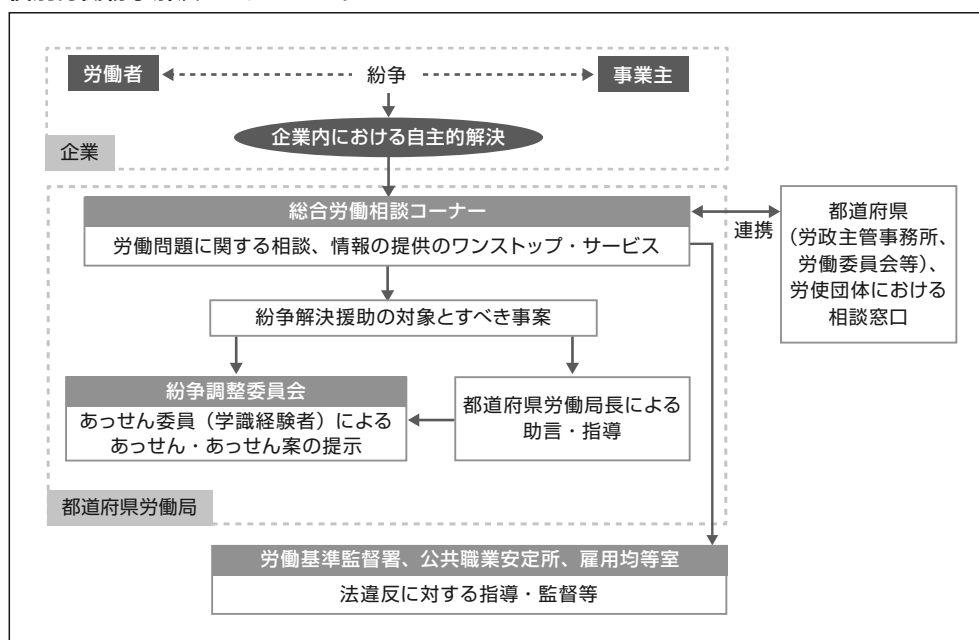 労働者
紛争
事業主
企業内における自主的解決
企業
総合労働相談コーナー
労働問題に関する相談、情報の提供のワンストップ・サービス
連携
都道府県
（労政主管事務所、
労働委員会等）、
労使団体における
相談窓口
紛争解決援助の対象とすべき事案
紛争調整委員会
あっせん委員（学識経験者）による
あっせん・あっせん案の提示
都道府県労働局長による
助言・指導
都道府県労働局
労働基準監督署、公共職業安定所、雇用均等室
法違反に対する指導・監督等